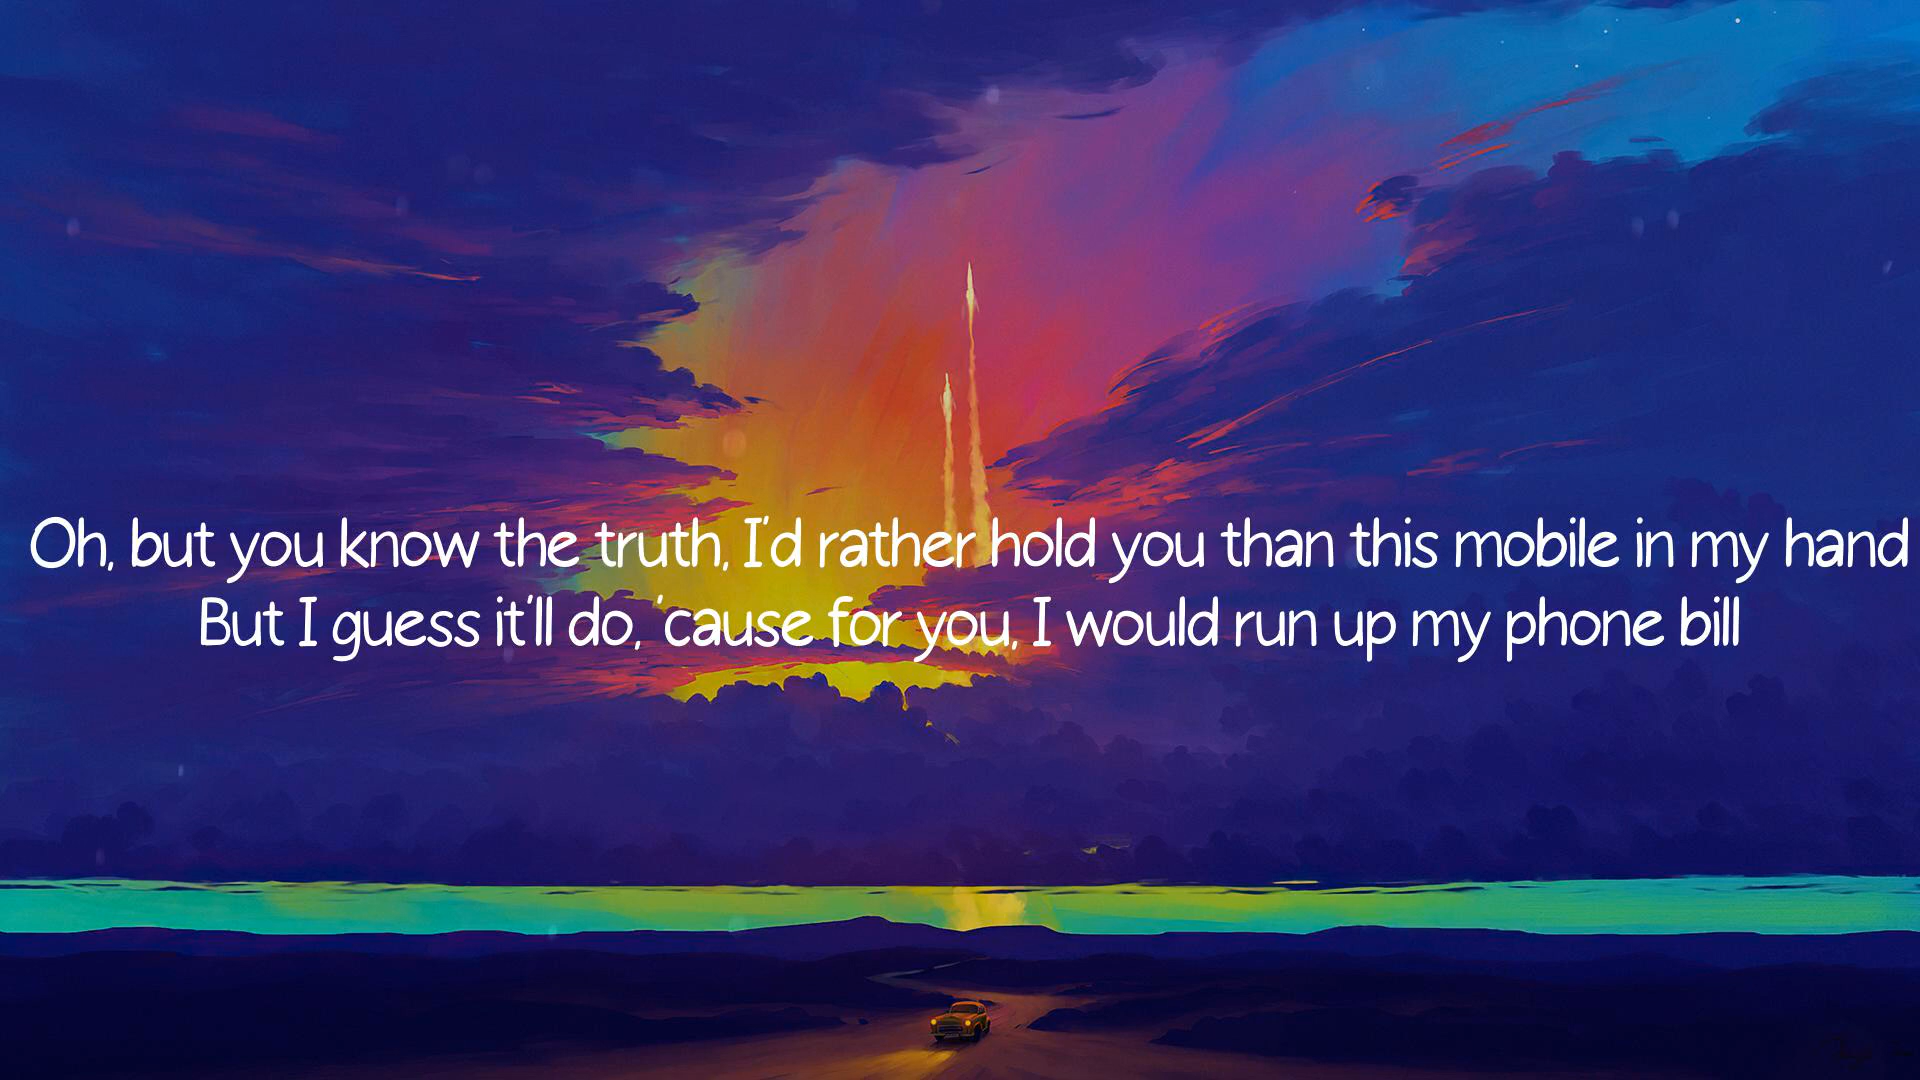 Oh, but you know the truth, I'd rather hold you than this mobile in my hand
But I guess it'll do, 'cause for you, I would run up my phone bill